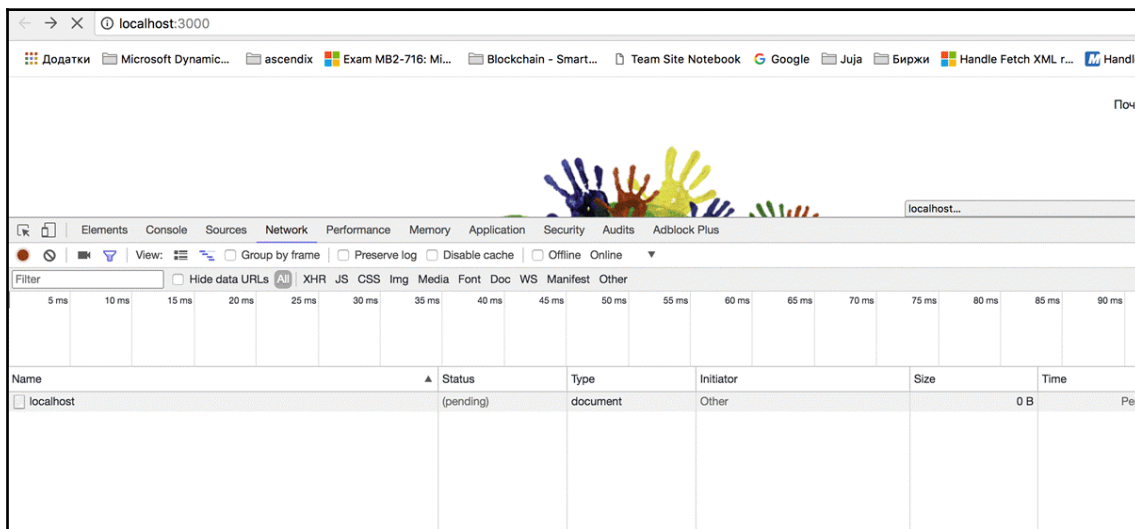 localhost:3000
Додатки Microsoft Dynamic... ascendix Exam MB2-716: Mi... Blockchain - Smart... Team Site Notebook Google Juja Биржи Handle Fetch XML r... Handl
Поч
localhost...
Elements Console Sources Network Performance Memory Application Security Audits Adblock Plus
View: Group by frame Preserve log Disable cache Offline Online
Filter Hide data URLs All XHR JS CSS Img Media Font Doc WS Manifest Other
5 ms 10 ms 15 ms 20 ms 25 ms 30 ms 35 ms 40 ms 45 ms 50 ms 55 ms 60 ms 65 ms 70 ms 75 ms 80 ms 85 ms 90 ms
Name Status Type Initiator Size Time
localhost (pending) document Other 0 B Pe